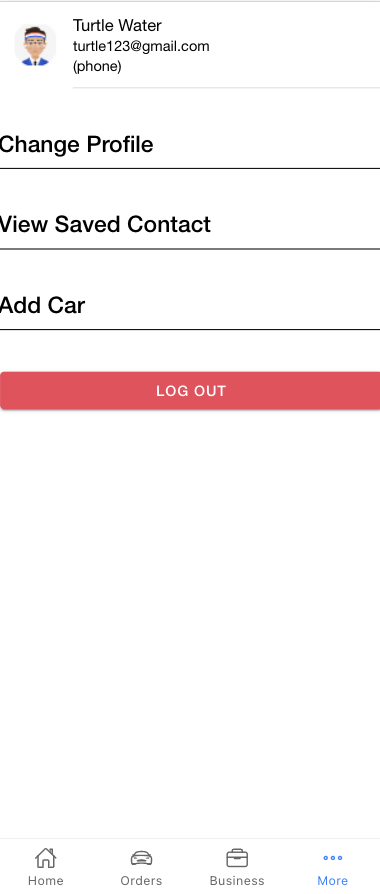 Turtle Water
turtle123@gmail.com
(phone)
Change Profile
View Saved Contact
Add Car
LOG OUT
Home
Orders
Business
More